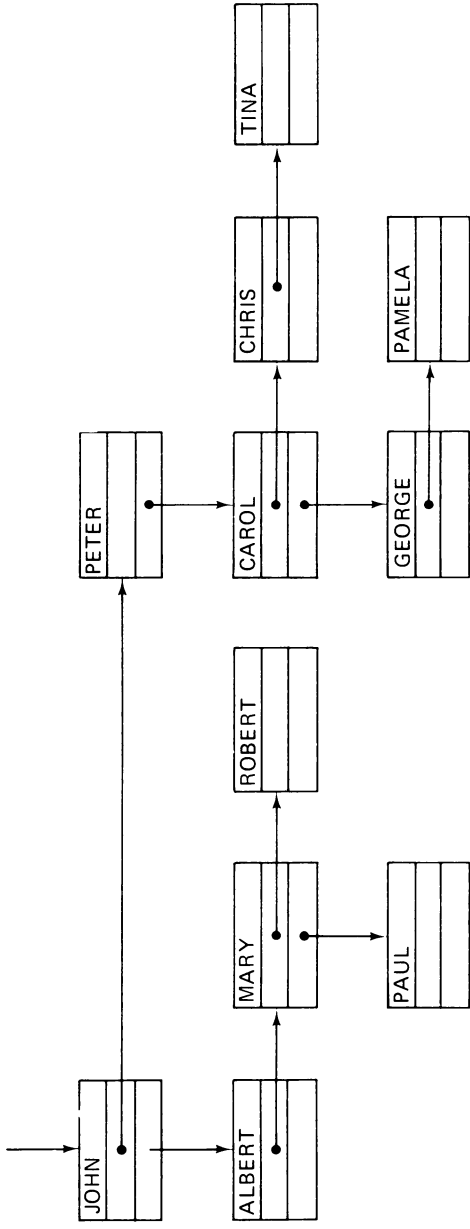 JOHN
PETER
ALBERT
MARY
ROBERT
CAROL
CHRIS
TINA
PAUL
GEORGE
PAMELA